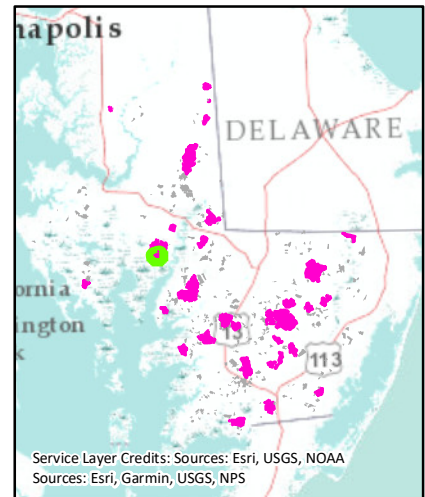 napolis
DELAWARE
ornia
ington
k
13
113
Service Layer Credits: Sources: Esri, USGS, NOAA
Sources: Esri, Garmin, USGS, NPS